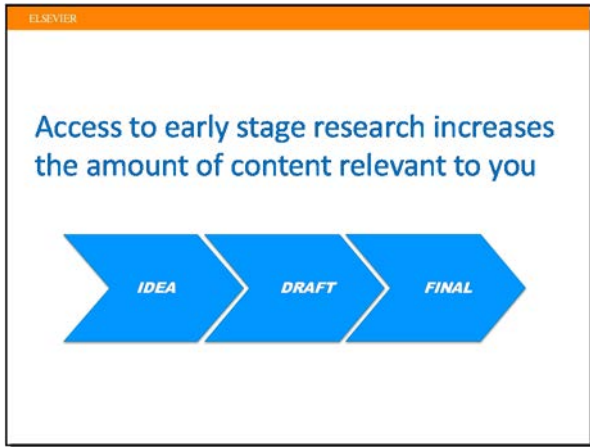 ELSEVIER
Access to early stage research increases
the amount of content relevant to you
IDEA
DRAFT
FINAL